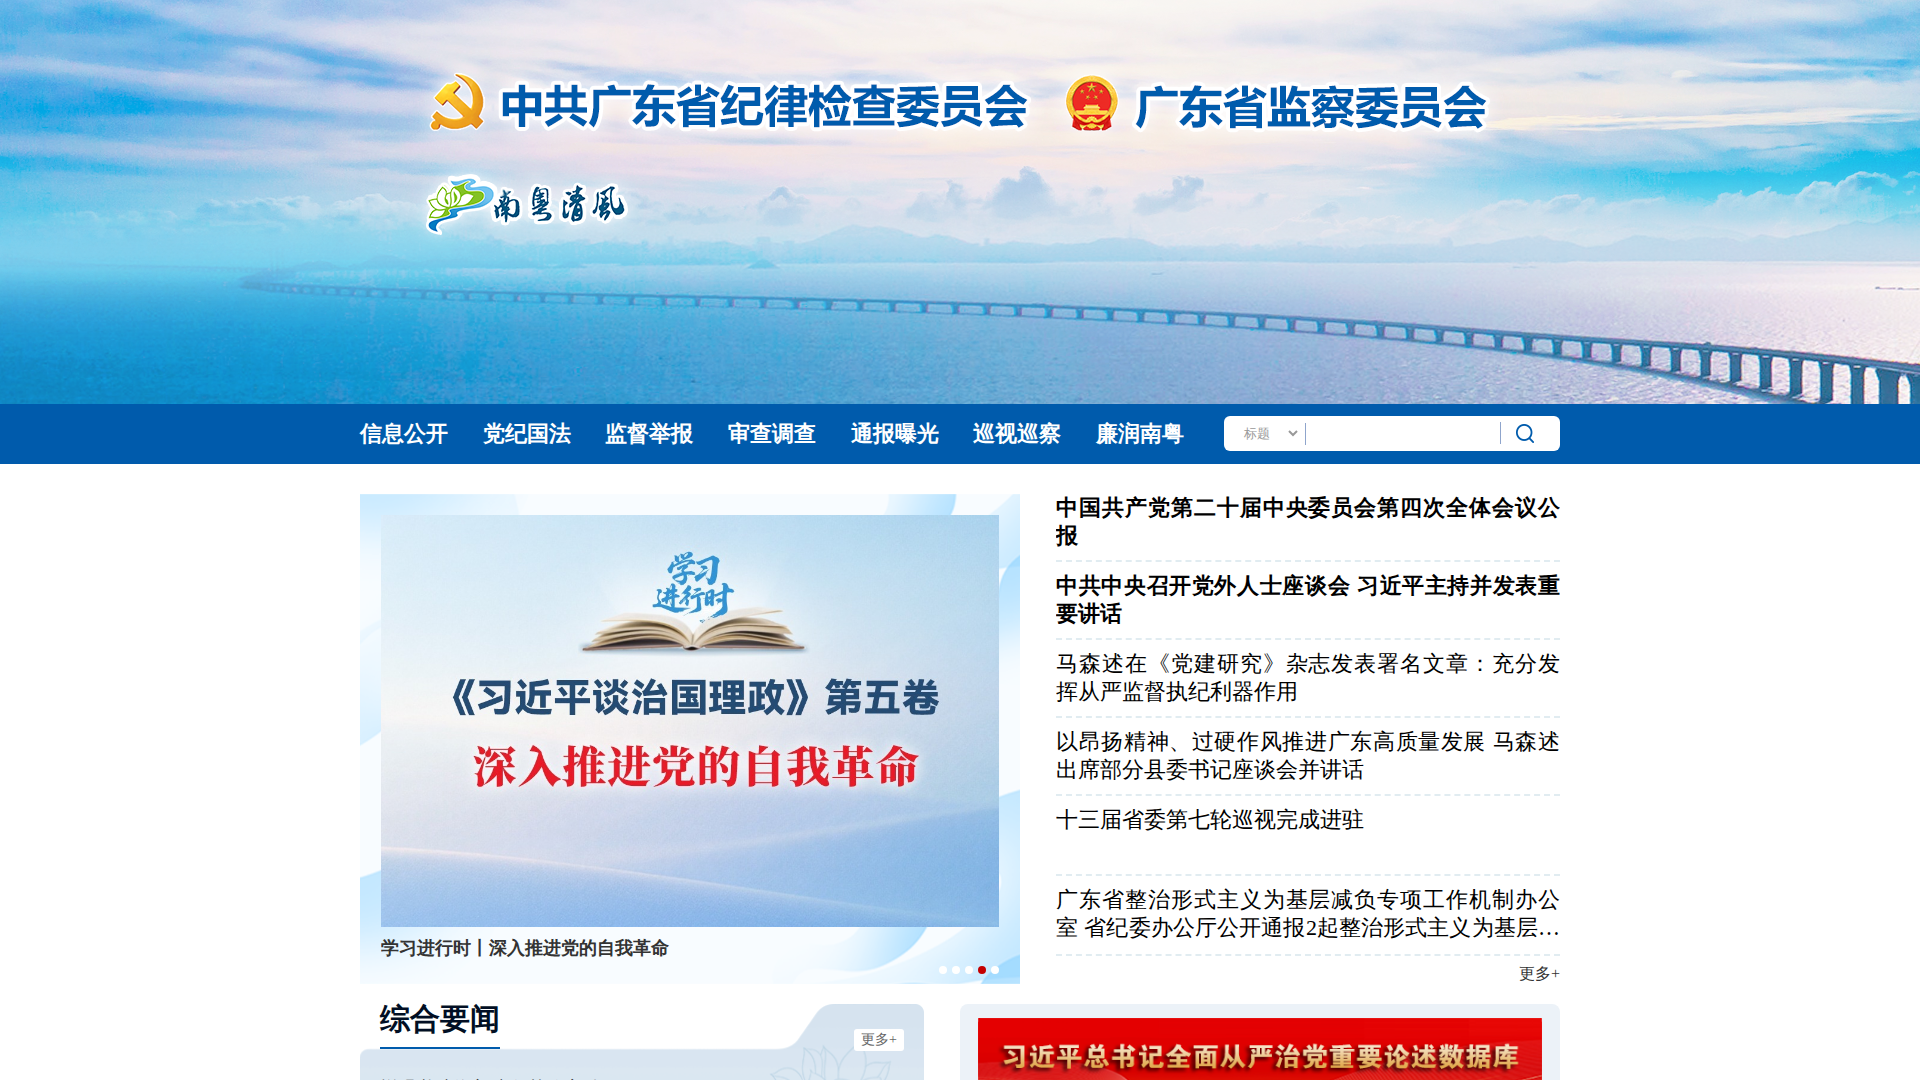 中共广东省纪律检查委员会 广东省监察委员会
南粤清风
信息公开 党纪国法 审查调查 监督举报 通报曝光 巡视巡察 廉润南粤 标题
学习
进行时
《习近平谈治国理政》第五卷
深入推进党的自我革命
学习进行时丨深入推进党的自我革命
中国共产党第二十届中央委员会第四次全体会议公
报
中共中央召开党外人士座谈会 习近平主持并发表重
要讲话
马森述在《党建研究》杂志发表署名文章：充分发
挥从严监督执纪利器作用
以昂扬精神、过硬作风推进广东高质量发展 马森述
出席部分县委书记座谈会并讲话
十三届省委第七轮巡视完成进驻
广东省整治形式主义为基层减负专项工作机制办公
室 省纪委办公厅公开通报2起整治形式主义为基层…
更多+
综合要闻
更多+
习近平总书记全面从严治党重要论述数据库